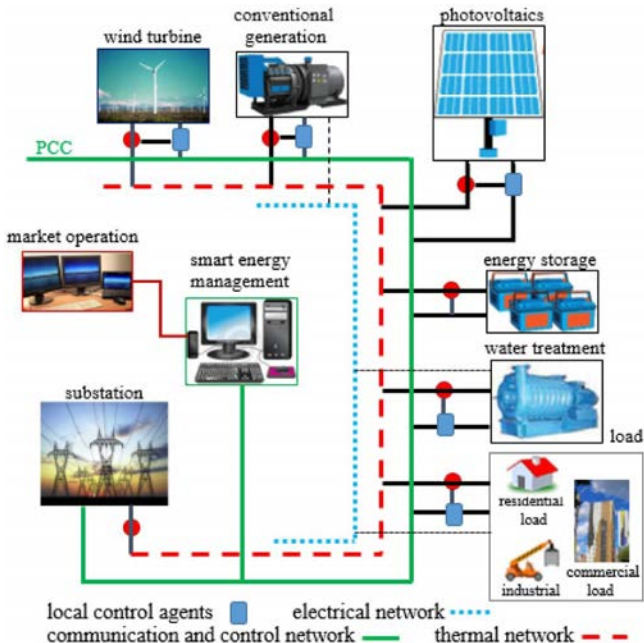 conventional
generation
photovoltaics
wind turbine
PCC
market operation
smart energy
management
energy storage
water treatment
substation
load
residential
load
industrial
commercial
load
local control agents
electrical network
communication and control network
thermal network